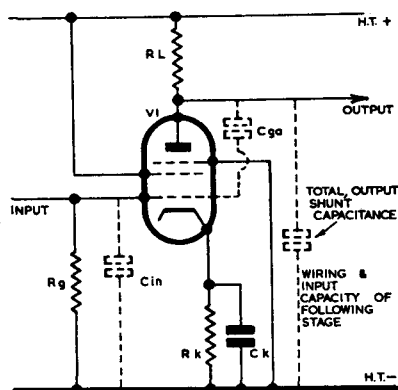 H.T.+
RL
V1
OUTPUT
Cga
INPUT
TOTAL, OUTPUT
SHUNT
CAPACITANCE
Cin
Rg
WIRING &
INPUT
CAPACITY OF
FOLLOWING
STAGE
Rk
Ck
H.T.-